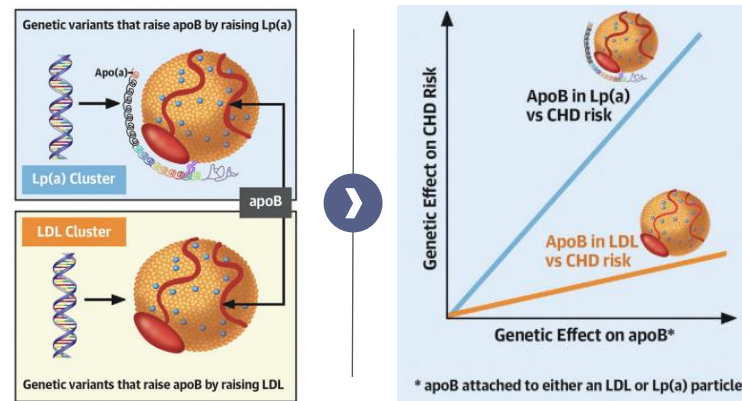 Genetic variants that raise apoB by raising Lp(a)
Apo(a)
Lp(a) Cluster
apoB
LDL Cluster
Genetic variants that raise apoB by raising LDL
Genetic Effect on CHD Risk
ApoB in Lp(a)
vs CHD risk
ApoB in LDL
vs CHD risk
Genetic Effect on apoB*
* apoB attached to either an LDL or Lp(a) particle